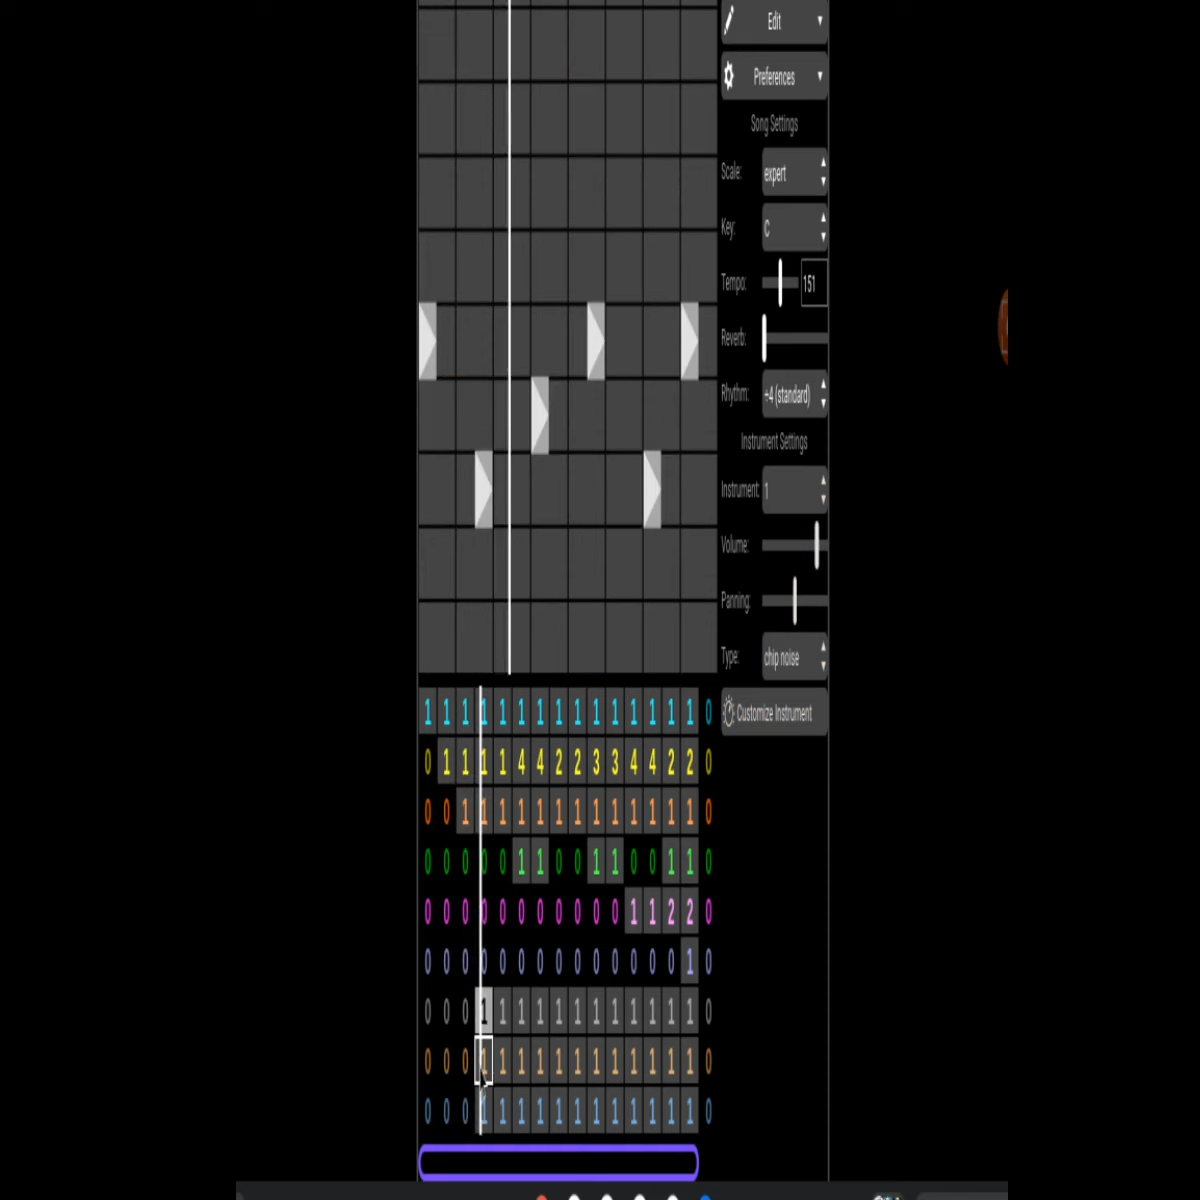 Edit
Preferences
Song Settings
Scale: expert
Key: C
Tempo: 151
Reverb:
Rhythm: ÷4 (standard)
Instrument Settings
Instrument: 1
Volume:
Panning:
Type: chip noise
Customize Instrument
1 1 1 1 1 1 1 1 1 1 1 1 1 1 1 0
0 1 1 1 1 4 4 2 2 3 3 4 4 2 2 0
0 0 1 1 1 1 1 1 1 1 1 1 1 1 1 0
0 0 0 0 0 1 1 0 0 1 1 0 0 1 1 0
0 0 0 0 0 0 0 0 0 0 0 1 1 2 2 0
0 0 0 0 0 0 0 0 0 0 0 0 0 0 1 0
0 0 0 1 1 1 1 1 1 1 1 1 1 1 1 0
0 0 0 1 1 1 1 1 1 1 1 1 1 1 1 0
0 0 0 1 1 1 1 1 1 1 1 1 1 1 1 0